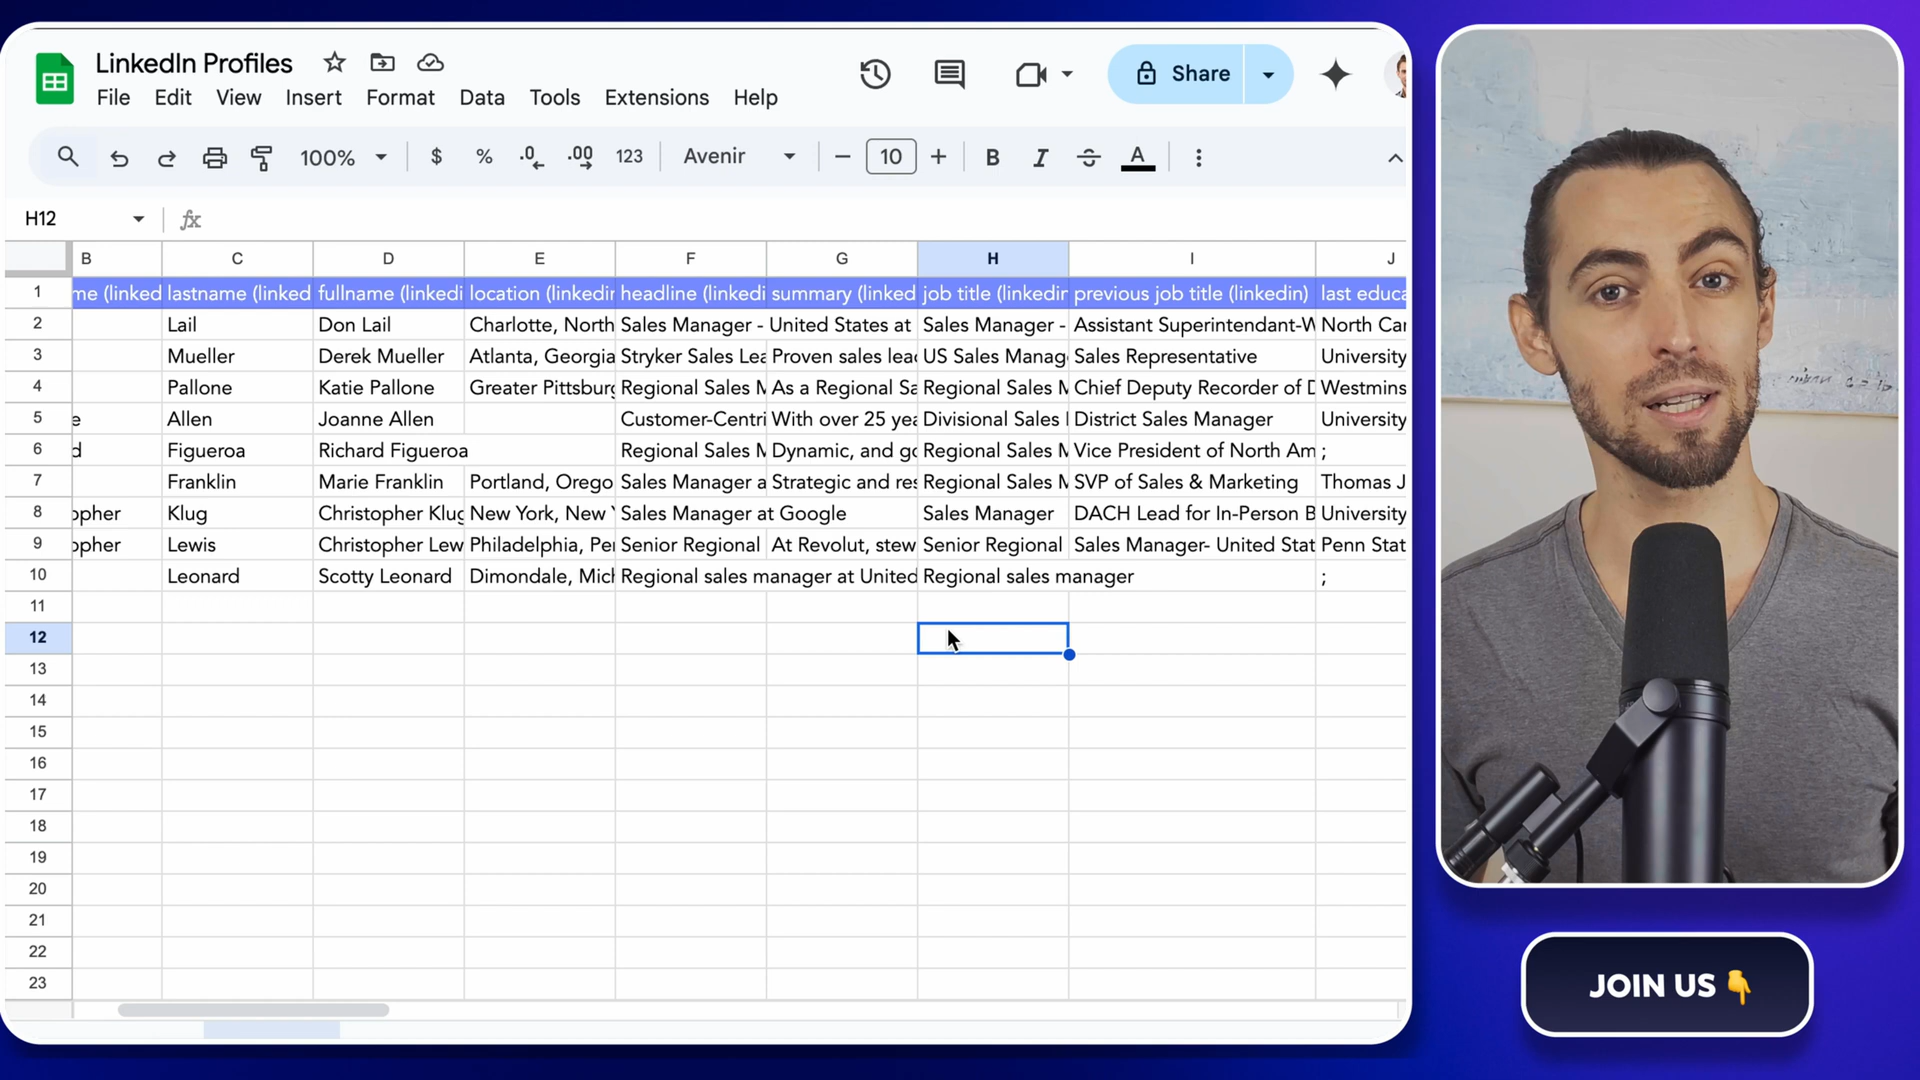 LinkedIn Profiles
File Edit View Insert Format Data Tools Extensions Help
Share
100% $ % .0 .00 123 Avenir 10 B I A
H12 fx
B C D E F G H I J
1 me (linked lastname (linked fullname (linkedi location (linkedin headline (linkedi summary (linked job title (linkedin previous job title (linkedin) last educa
2 Lail Don Lail Charlotte, North Sales Manager - United States at Sales Manager - Assistant Superintendant-W North Car
3 Mueller Derek Mueller Atlanta, Georgia Stryker Sales Lea Proven sales lead US Sales Manag Sales Representative University
4 Pallone Katie Pallone Greater Pittsburg Regional Sales M As a Regional Sa Regional Sales M Chief Deputy Recorder of D Westmins
5 e Allen Joanne Allen Customer-Centri With over 25 yea Divisional Sales District Sales Manager University
6 d Figueroa Richard Figueroa Regional Sales M Dynamic, and go Regional Sales M Vice President of North Am ;
7 Franklin Marie Franklin Portland, Orego Sales Manager a Strategic and res Regional Sales M SVP of Sales & Marketing Thomas J
8 opher Klug Christopher Klug New York, New Y Sales Manager at Google Sales Manager DACH Lead for In-Person B University
9 opher Lewis Christopher Lew Philadelphia, Per Senior Regional At Revolut, stew Senior Regional Sales Manager- United Stat Penn Stat
10 Leonard Scotty Leonard Dimondale, Mich Regional sales manager at United Regional sales manager ;
11
12
13
14
15
16
17
18
19
20
21
22
23
JOIN US 👇